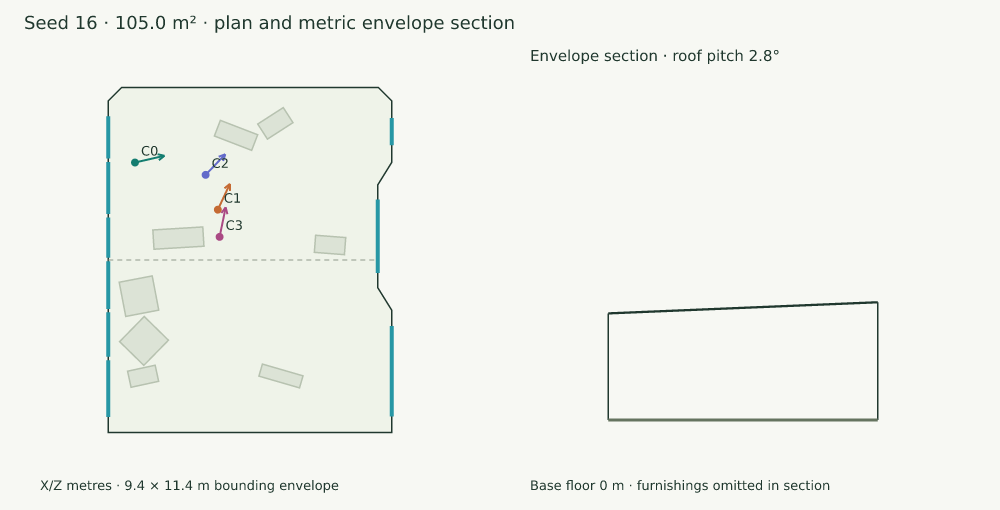 Seed 16 · 105.0 m² · plan and metric envelope section
Envelope section · roof pitch 2.8°
C0
C2
C1
C3
X/Z metres · 9.4 × 11.4 m bounding envelope
Base floor 0 m · furnishings omitted in section